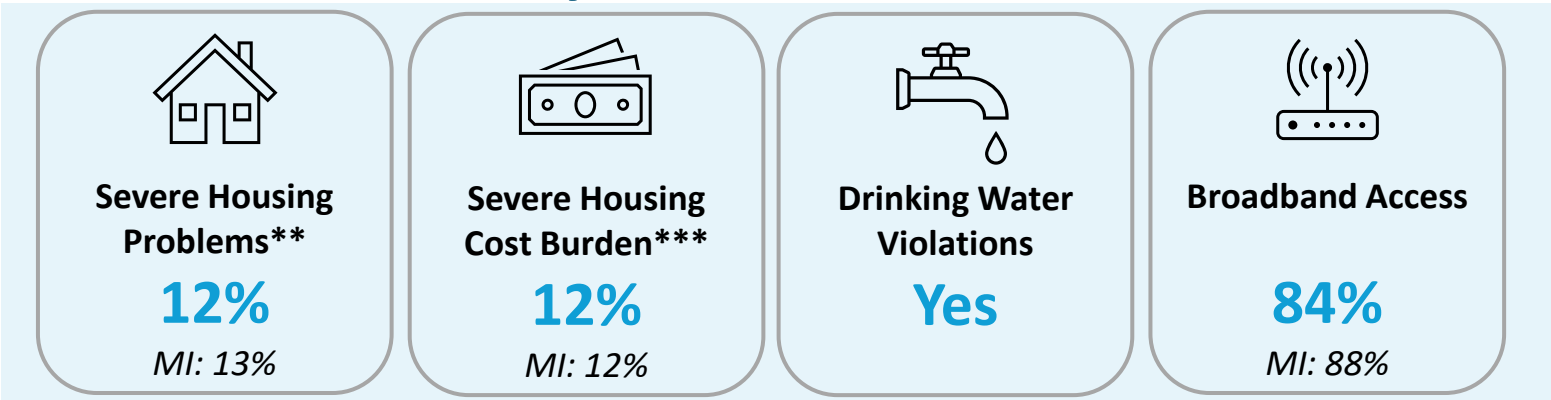 Severe Housing
Problems**
12%
MI: 13%
Severe Housing
Cost Burden***
12%
MI: 12%
Drinking Water
Violations
Yes
Broadband Access
84%
MI: 88%